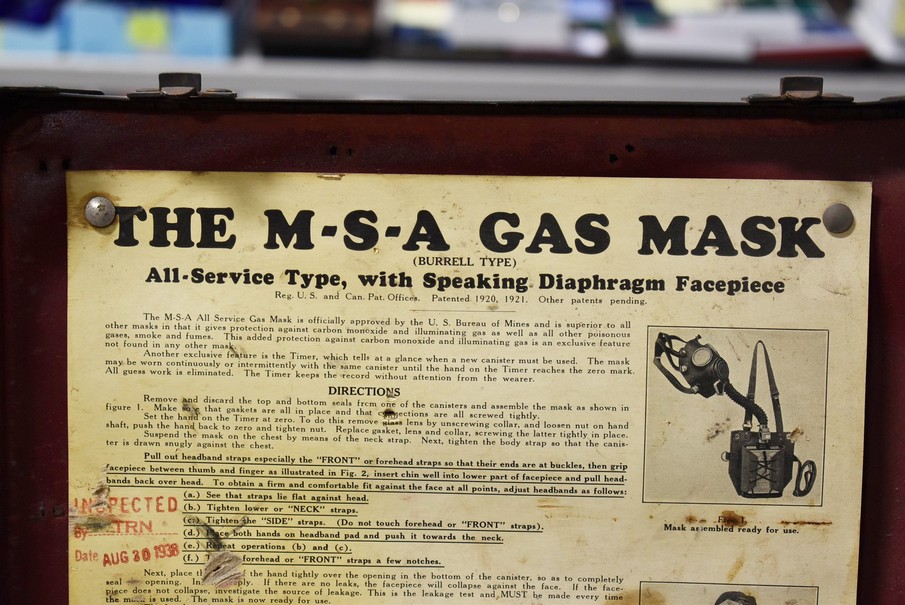 THE M-S-A GAS MASK
(BURRELL TYPE)
All-Service Type, with Speaking Diaphragm Facepiece
Reg. U. S. and Can. Pat. Offices. Patented 1920, 1921. Other patents pending.
The M-S-A All Service Gas Mask is officially approved by the U. S. Bureau of Mines and is superior to all
other masks in that it gives protection against carbon monoxide and illuminating gas as well as all other poisonous
gases, smoke and fumes. This added protection against carbon monoxide and illuminating gas is an exclusive feature
not found in any other mask.
Another exclusive feature is the Timer, which tells at a glance when a new canister must be used. The mask
may be worn continuously or intermittently with the same canister until the hand on the Timer reaches the zero mark.
All guess work is eliminated. The Timer keeps the record without attention from the wearer.
DIRECTIONS
Remove and discard the top and bottom seals from one of the canisters and assemble the mask as shown in
figure 1. Make that gaskets are all in place and that are all screwed tightly.
Set the hand on the Timer at zero. To do this remove glass lens by unscrewing collar, and loosen nut on hand
shaft, push the hand back to zero and tighten nut. Replace gasket, lens and collar, screwing the latter tightly in place.
Suspend the mask on the chest by means of the neck strap. Next, tighten the body strap so that the canis-
ter is drawn snugly against the chest.
Pull out headband straps especially the "FRONT" or forehead straps so that their ends are at buckles, then grip
facepiece between thumb and finger as illustrated in Fig. 2, insert chin well into lower part of facepiece and pull head-
bands back over head. To obtain a firm and comfortable fit against the face at all points, adjust headbands as follows:
(a.) See that straps lie flat against head.
(b.) Tighten lower or "NECK" straps.
(c.) Tighten the "SIDE" straps. (Do not touch forehead or "FRONT" straps).
(d.) both hands on headband pad and push it towards the neck.
(e.) Repeat operations (b) and (c).
(f.) forehead or "FRONT" straps a few notches.
Next, place of the hand tightly over the opening in the bottom of the canister, so as to completely
seal opening. If there are no leaks, the facepiece will collapse against the face. If the face-
piece does not collapse, investigate the source of leakage. This is the leakage test and MUST be made every time
the mask is used. The mask is now ready for use.
INSPECTED
By TRN
Date AUG 30 1938
Fig. 1
Mask assembled ready for use.